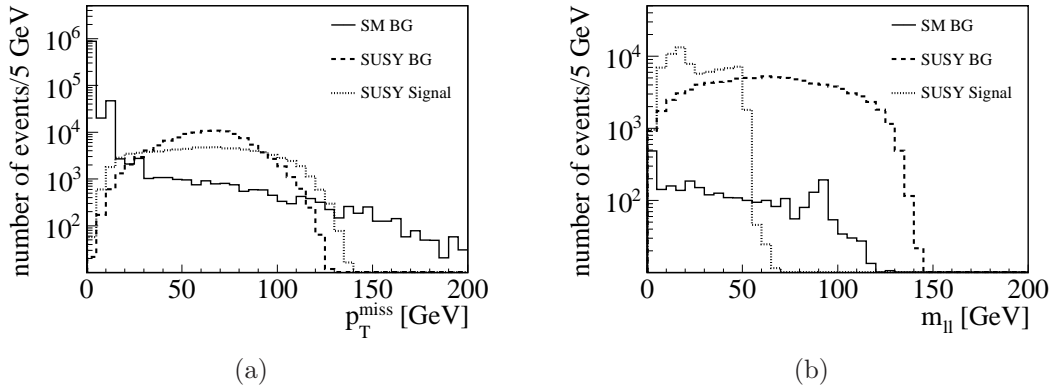 number of events/5 GeV
10^6
10^5
10^4
10^3
10^2
SM BG
SUSY BG
SUSY Signal
0 50 100 150 200
p_T^miss [GeV]
(a)
number of events/5 GeV
10^4
10^3
10^2
SM BG
SUSY BG
SUSY Signal
0 50 100 150 200
m_ll [GeV]
(b)